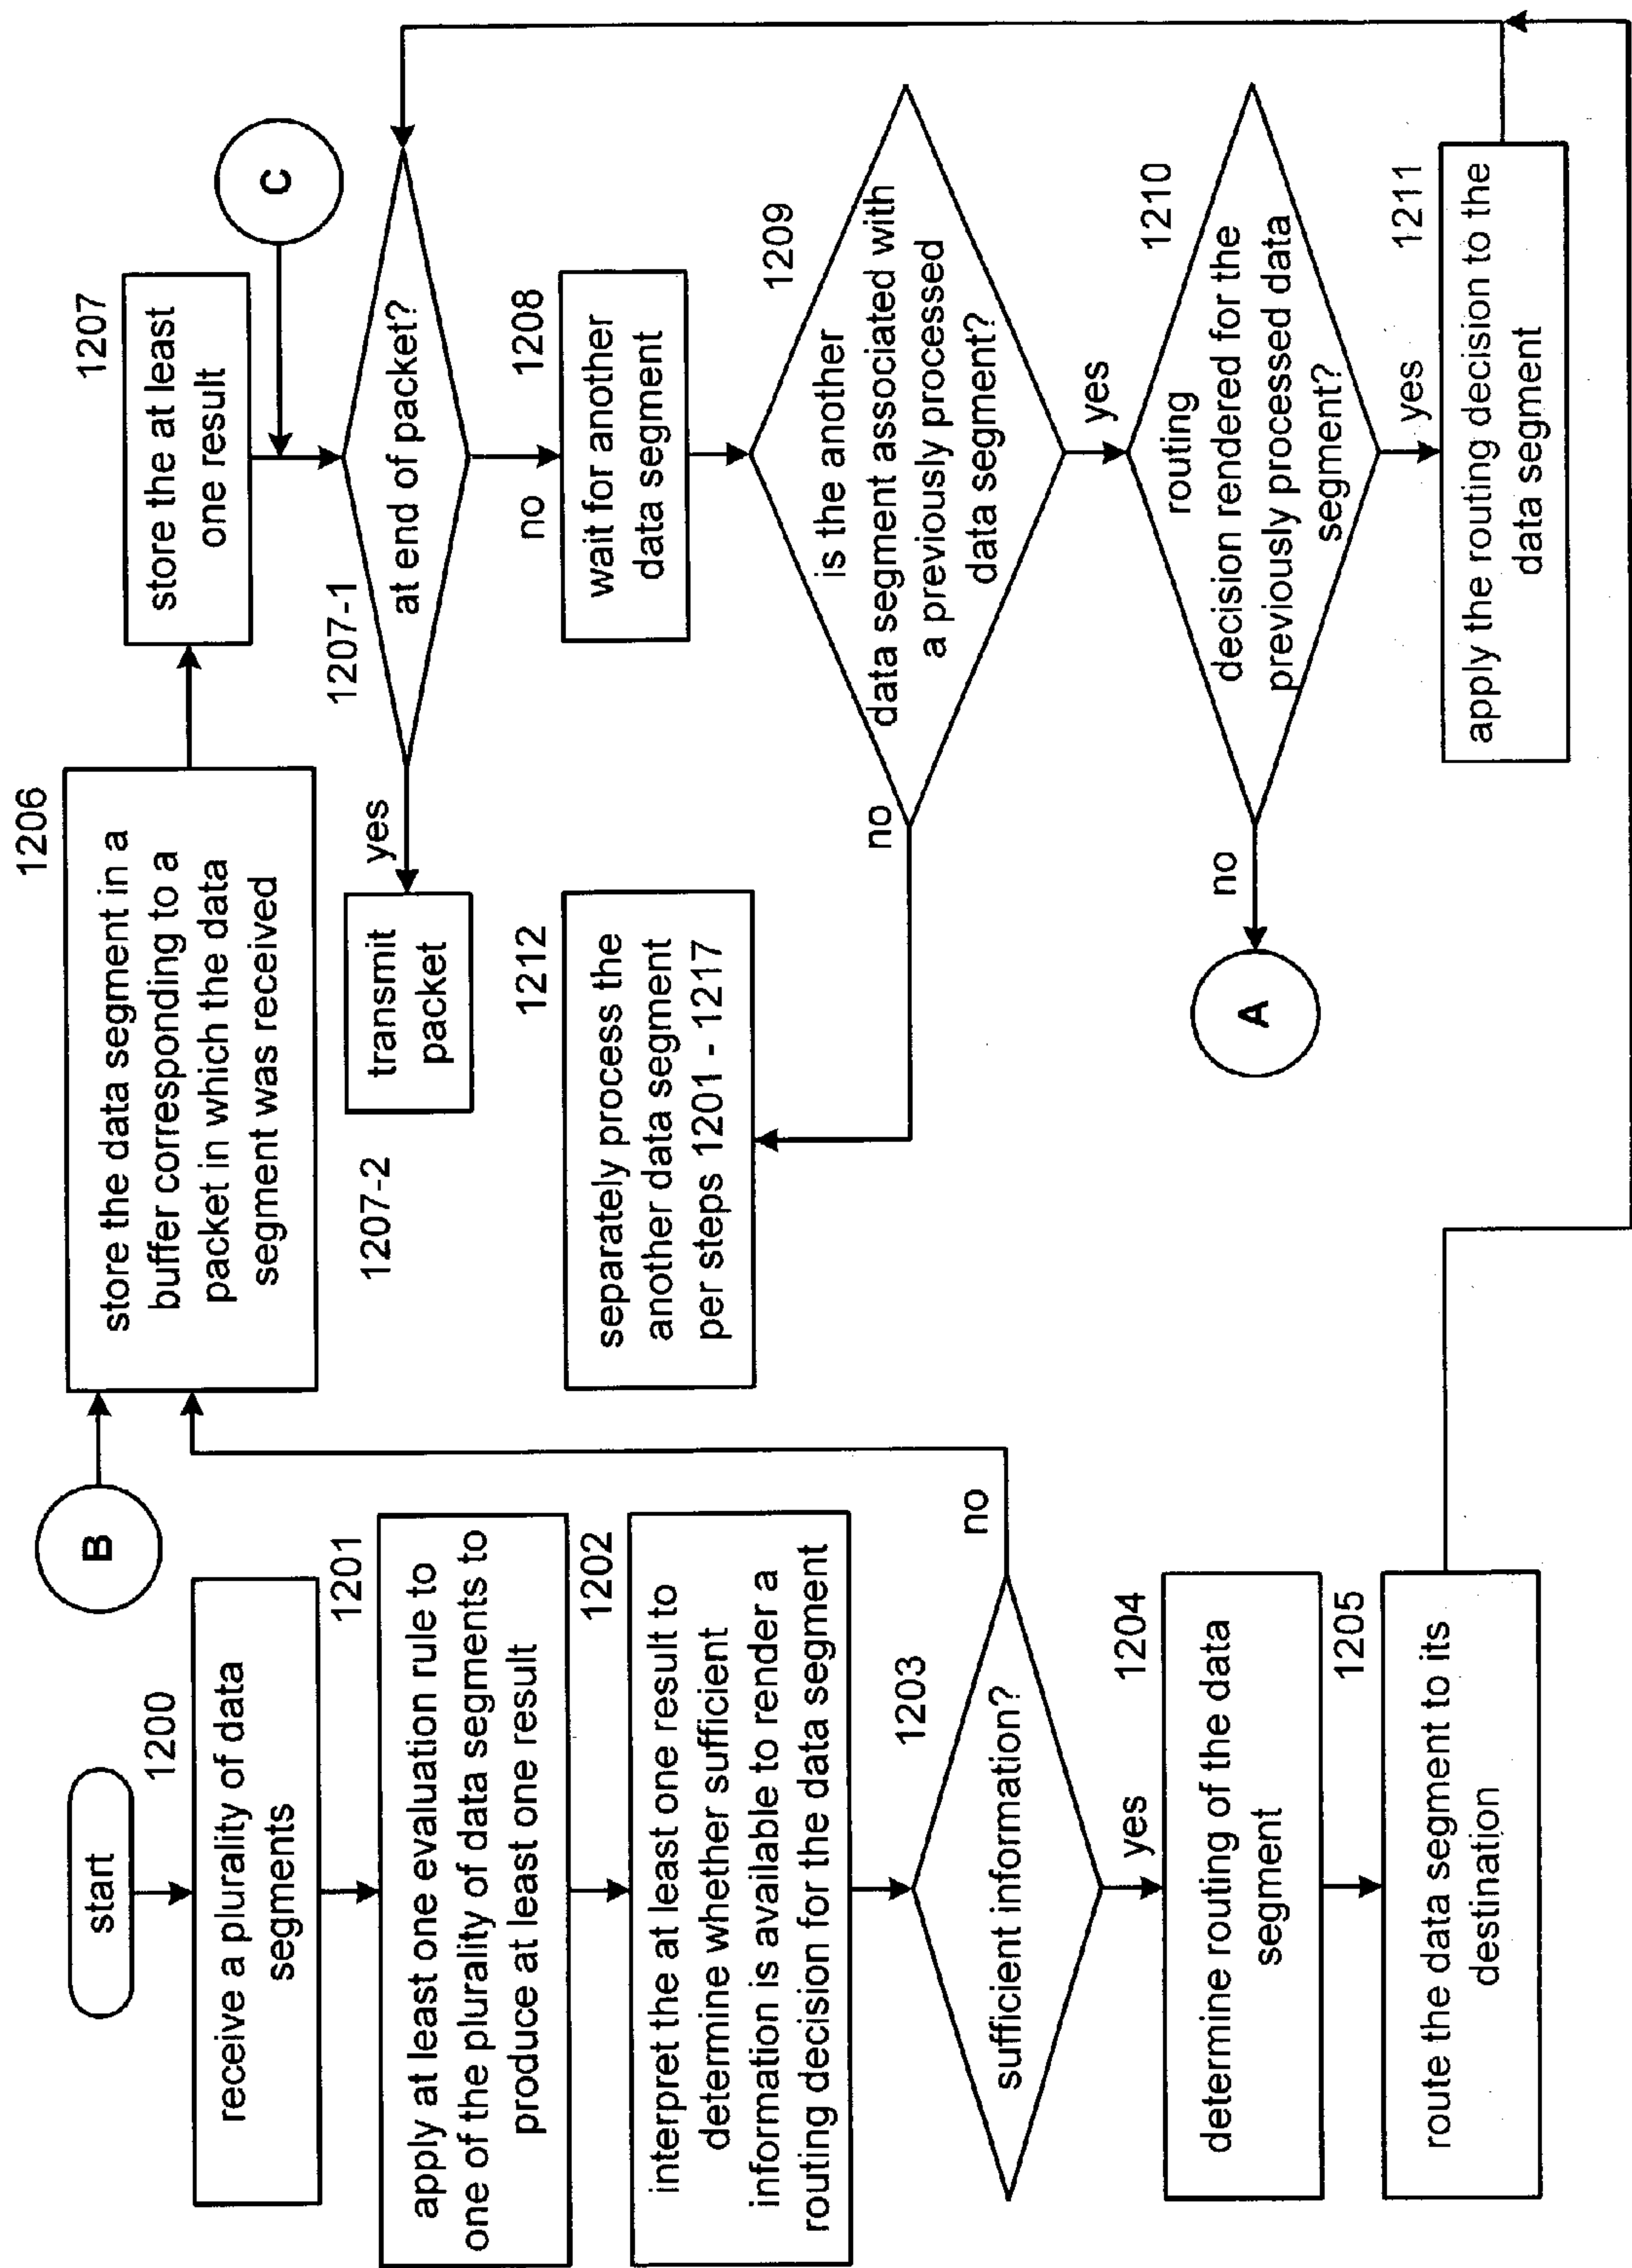 start
1200
receive a plurality of data
segments
1201
apply at least one evaluation rule to
one of the plurality of data segments to
produce at least one result
1202
interpret the at least one result to
determine whether sufficient
information is available to render a
routing decision for the data segment
1203
sufficient information?
no
yes
1204
determine routing of the data
segment
1205
route the data segment to its
destination
B
1206
store the data segment in a
buffer corresponding to a
packet in which the data
segment was received
1207
store the at least
one result
C
1207-1
at end of packet?
yes
1207-2
transmit
packet
no
1208
wait for another
data segment
1209
is the another
data segment associated with
a previously processed
data segment?
no
1212
separately process the
another data segment
per steps 1201 - 1217
yes
1210
routing
decision rendered for the
previously processed data
segment?
no
A
yes
1211
apply the routing decision to the
data segment